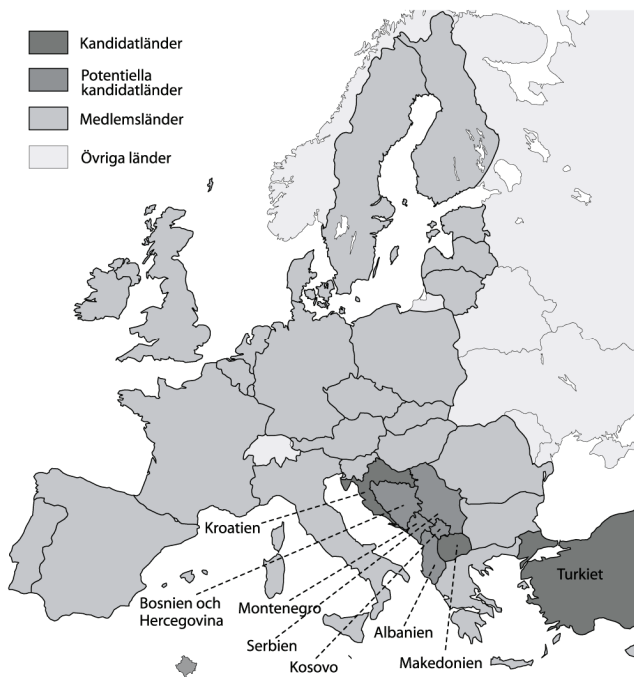 Kandidatländer
Potentiella
kandidatländer
Medlemsländer
Övriga länder
Kroatien
Bosnien och
Hercegovina
Montenegro
Serbien
Kosovo
Albanien
Makedonien
Turkiet